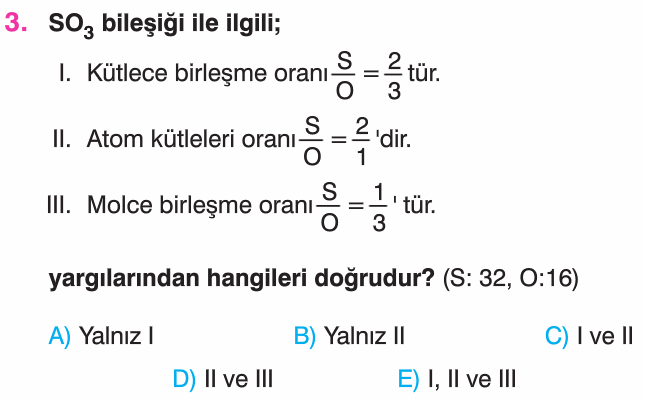 3. SO₃ bileşiği ile ilgili;
I. Kütlece birleşme oranı S/O = 2/3 tür.
II. Atom kütleleri oranı S/O = 2/1 'dir.
III. Molce birleşme oranı S/O = 1/3 ' tür.
yargılarından hangileri doğrudur? (S: 32, O:16)
A) Yalnız I B) Yalnız II C) I ve II
D) II ve III E) I, II ve III